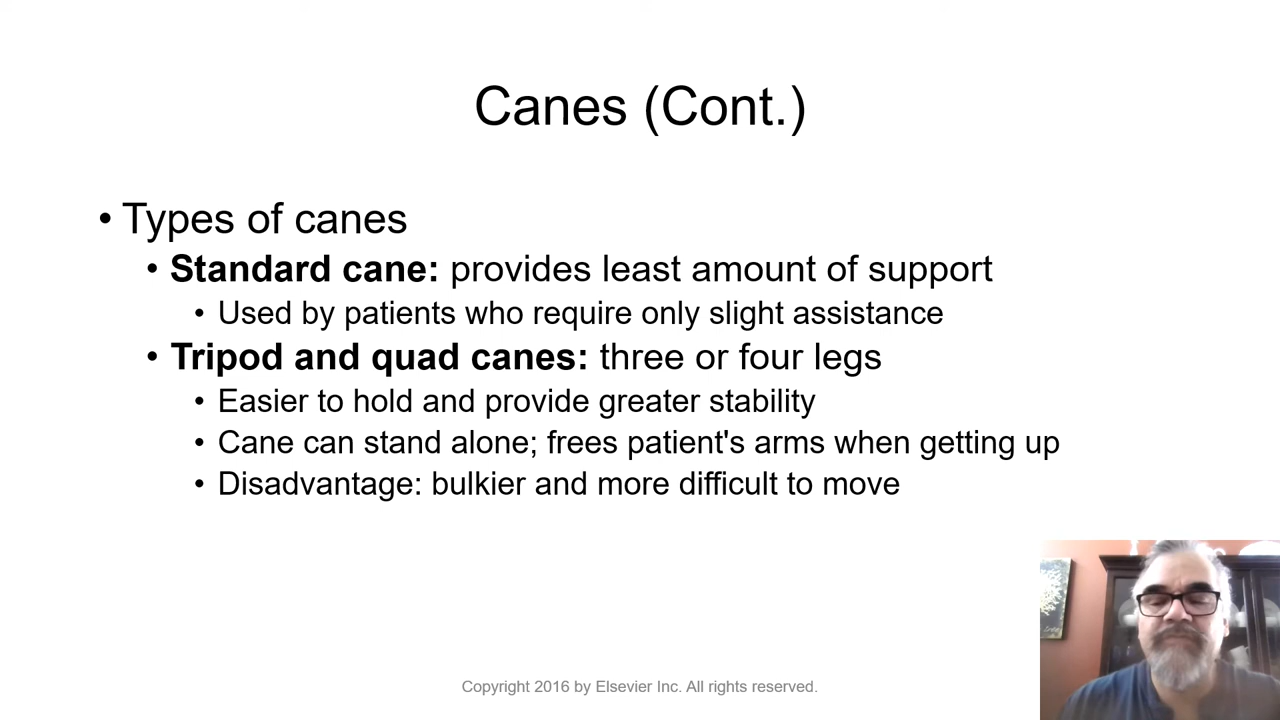 Canes (Cont.)
• Types of canes
• Standard cane: provides least amount of support
• Used by patients who require only slight assistance
• Tripod and quad canes: three or four legs
• Easier to hold and provide greater stability
• Cane can stand alone; frees patient's arms when getting up
• Disadvantage: bulkier and more difficult to move
Copyright 2016 by Elsevier Inc. All rights reserved.